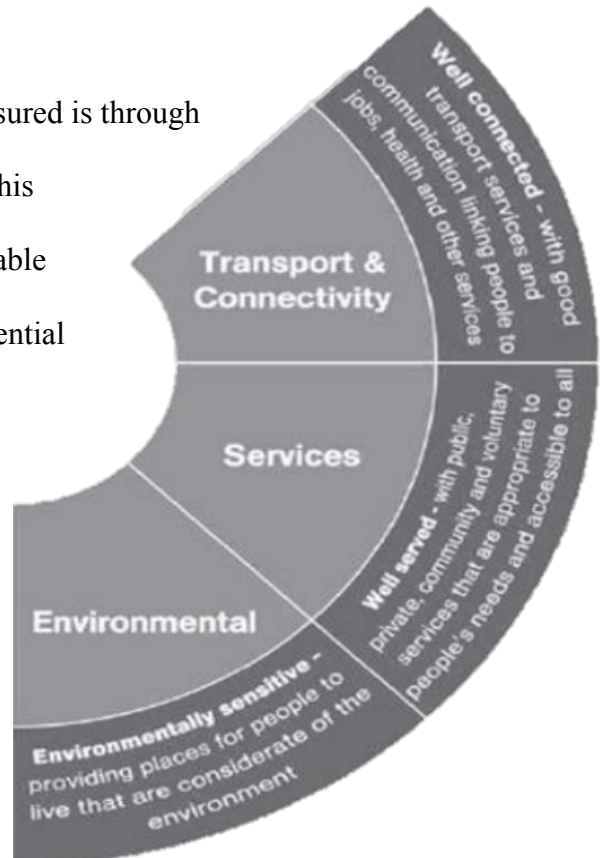 sured is through
his
able
ential
Transport &
Connectivity
Well connected - with good
transport services and
communication linking people to
jobs, health and other services
Services
Well served - with public,
private, community and voluntary
services that are appropriate to
people's needs and accessible to all
Environmental
Environmentally sensitive -
providing places for people to
live that are considerate of the
environment